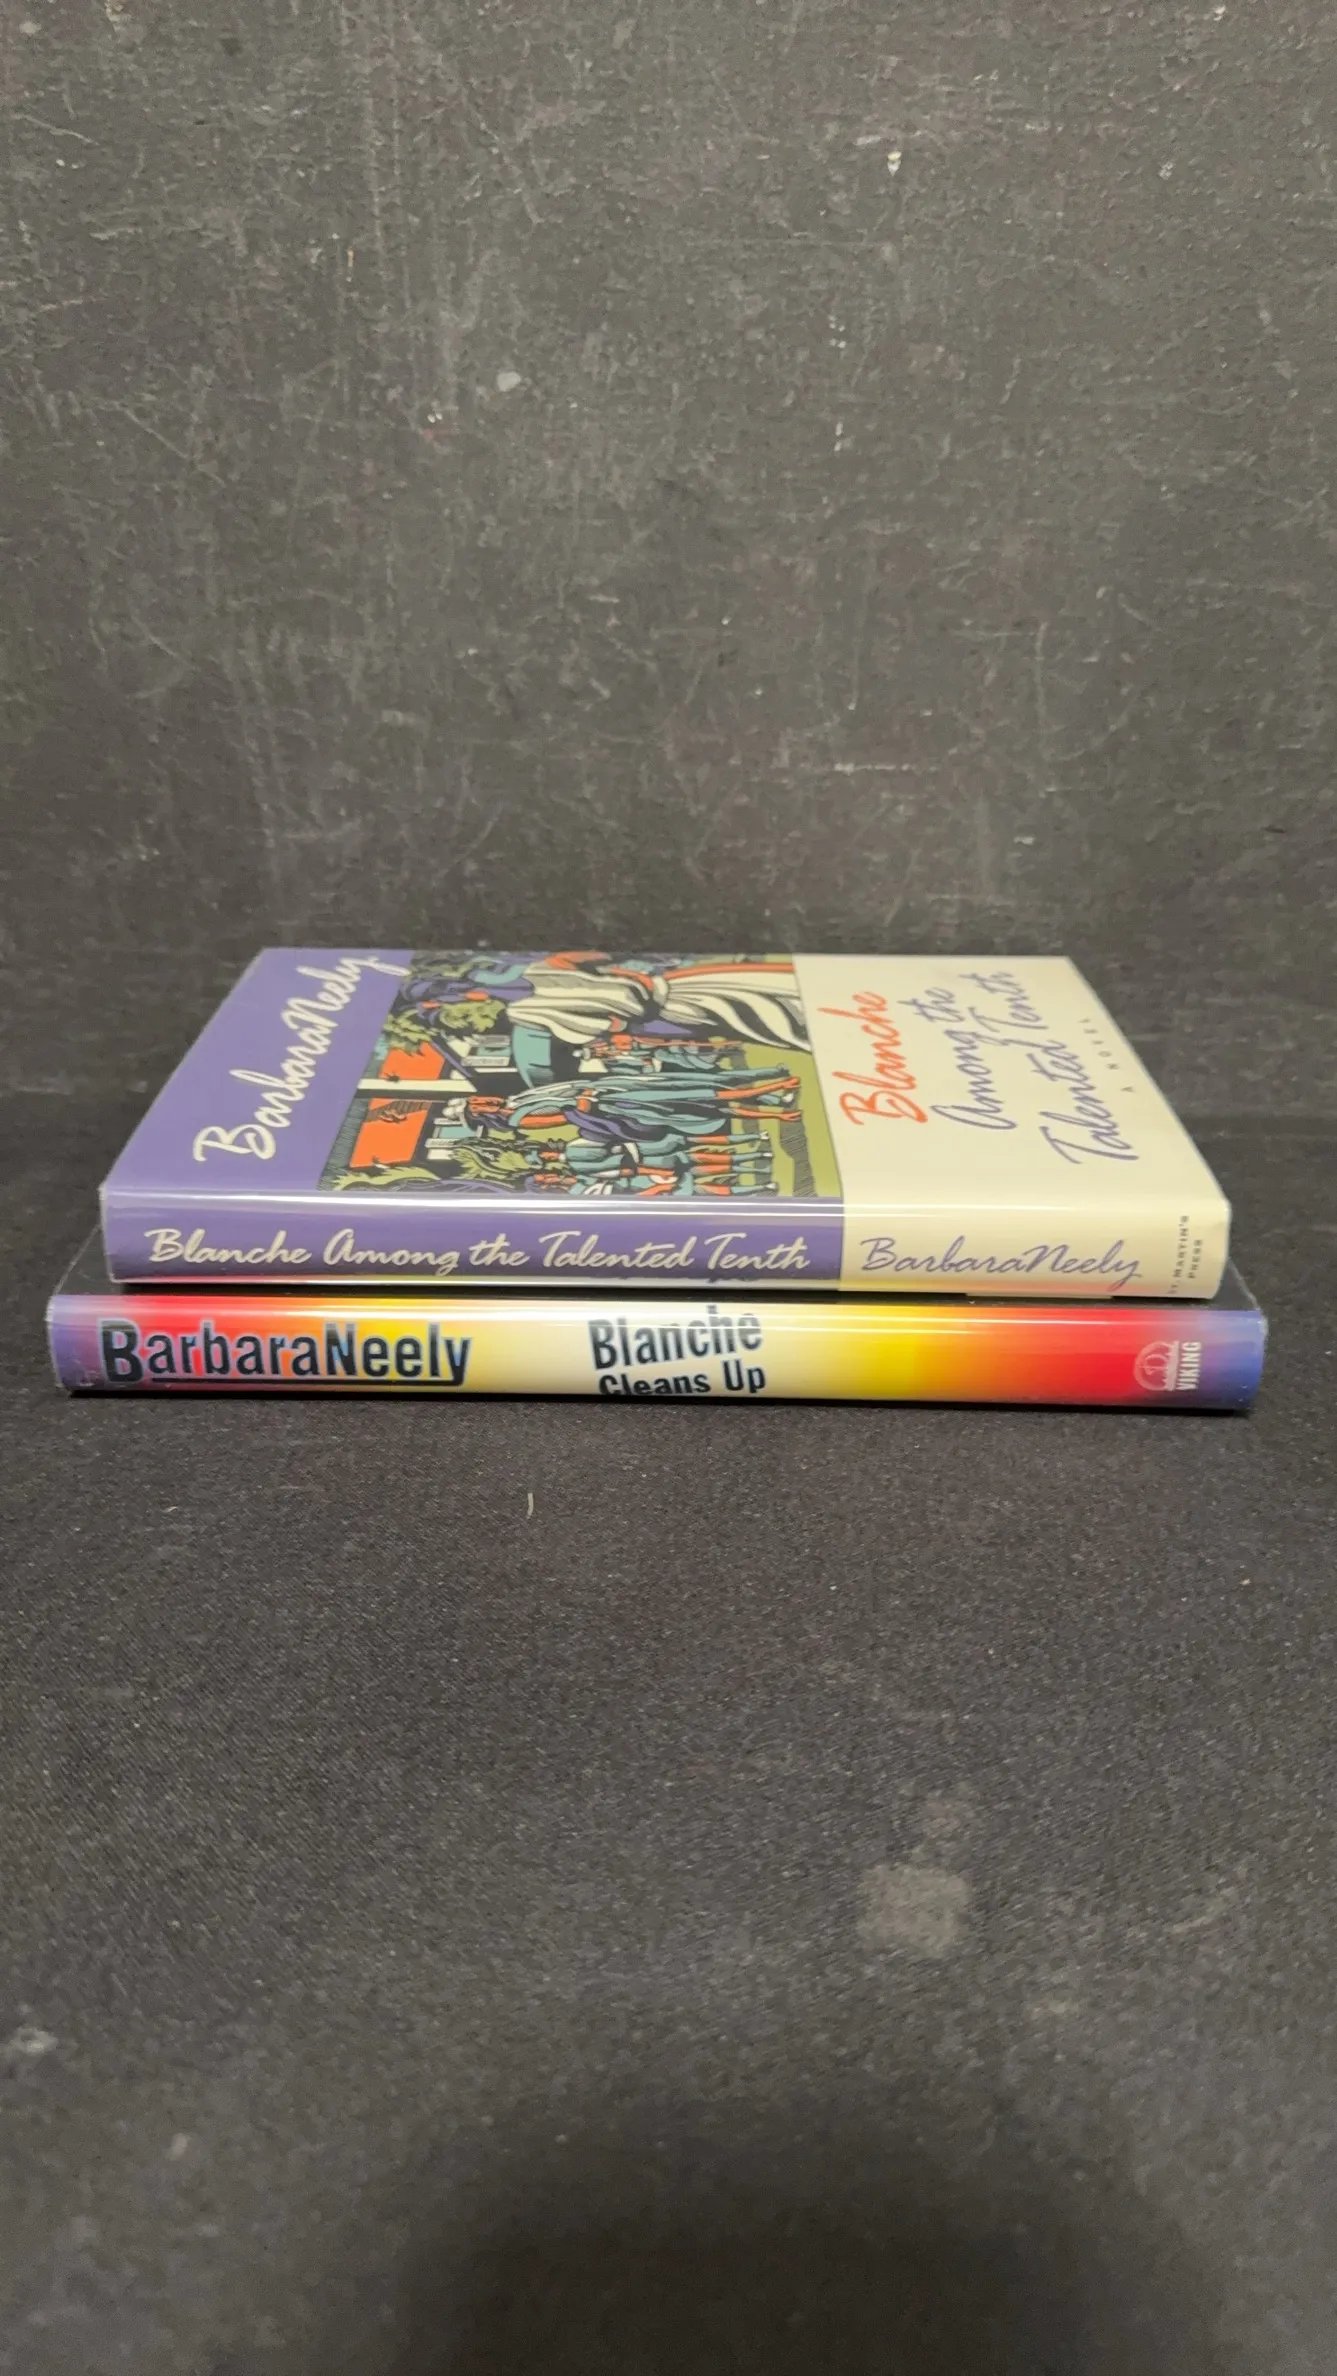 BarbaraNeely
Blanche
Among the
Talented Tenth
A NOVEL
Blanche Among the Talented Tenth
BarbaraNeely
ST. MARTIN'S
PRESS
BarbaraNeely
Blanche
Cleans Up
VIKING